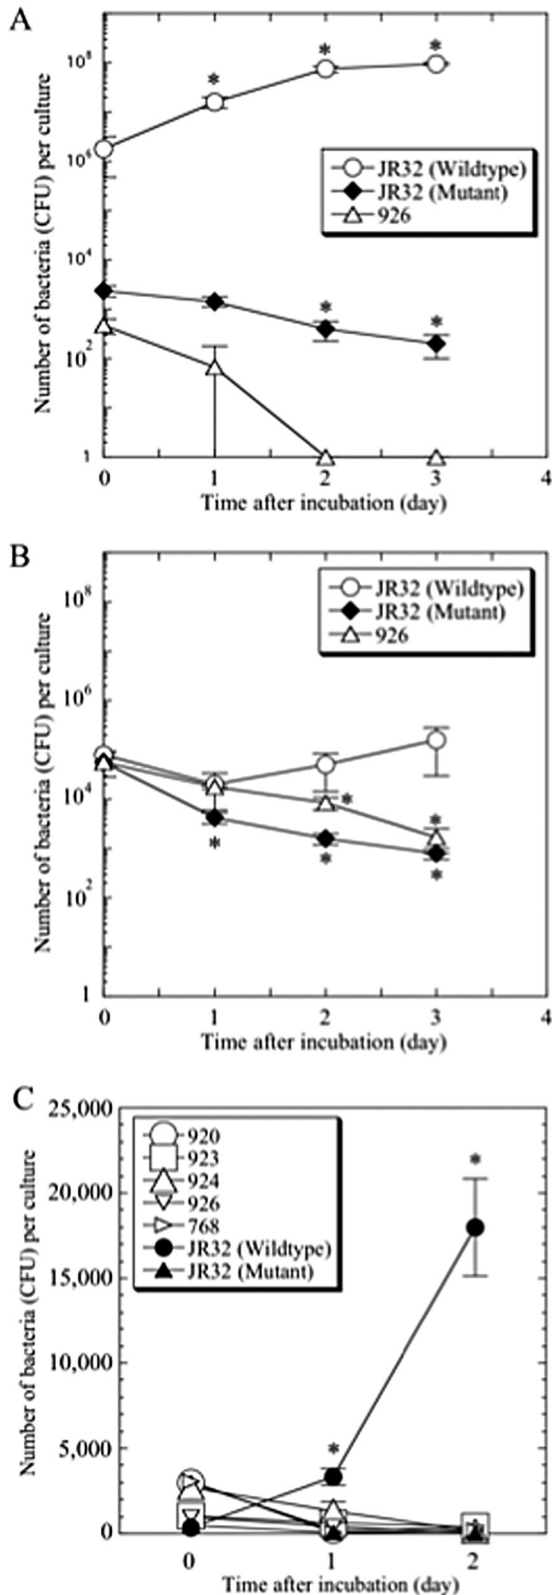 A
Number of bacteria (CFU) per culture
10^8
10^6
10^4
10^2
1
JR32 (Wildtype)
JR32 (Mutant)
926
* * * * *
0 1 2 3 4
Time after incubation (day)
B
Number of bacteria (CFU) per culture
10^8
10^6
10^4
10^2
1
JR32 (Wildtype)
JR32 (Mutant)
926
* * * * *
0 1 2 3 4
Time after incubation (day)
C
Number of bacteria (CFU) per culture
25,000
20,000
15,000
10,000
5,000
0
920
923
924
926
768
JR32 (Wildtype)
JR32 (Mutant)
* *
0 1 2
Time after incubation (day)